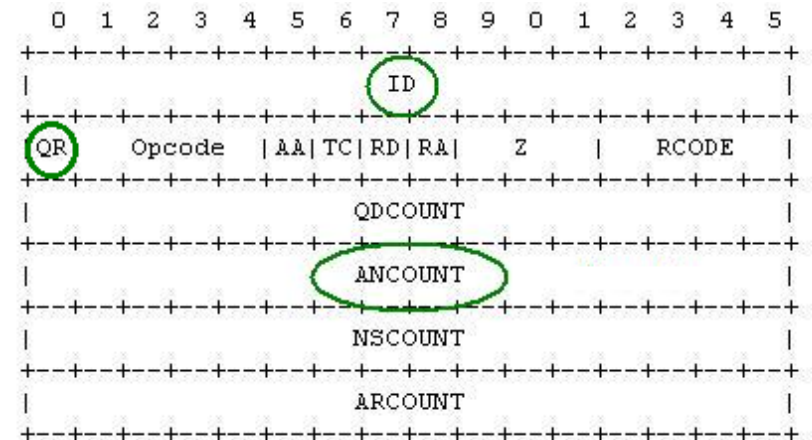 0 1 2 3 4 5 6 7 8 9 0 1 2 3 4 5
+--+--+--+--+--+--+--+--+--+--+--+--+--+--+--+--+
| ID |
+--+--+--+--+--+--+--+--+--+--+--+--+--+--+--+--+
|QR| Opcode |AA|TC|RD|RA| Z | RCODE |
+--+--+--+--+--+--+--+--+--+--+--+--+--+--+--+--+
| QDCOUNT |
+--+--+--+--+--+--+--+--+--+--+--+--+--+--+--+--+
| ANCOUNT |
+--+--+--+--+--+--+--+--+--+--+--+--+--+--+--+--+
| NSCOUNT |
+--+--+--+--+--+--+--+--+--+--+--+--+--+--+--+--+
| ARCOUNT |
+--+--+--+--+--+--+--+--+--+--+--+--+--+--+--+--+